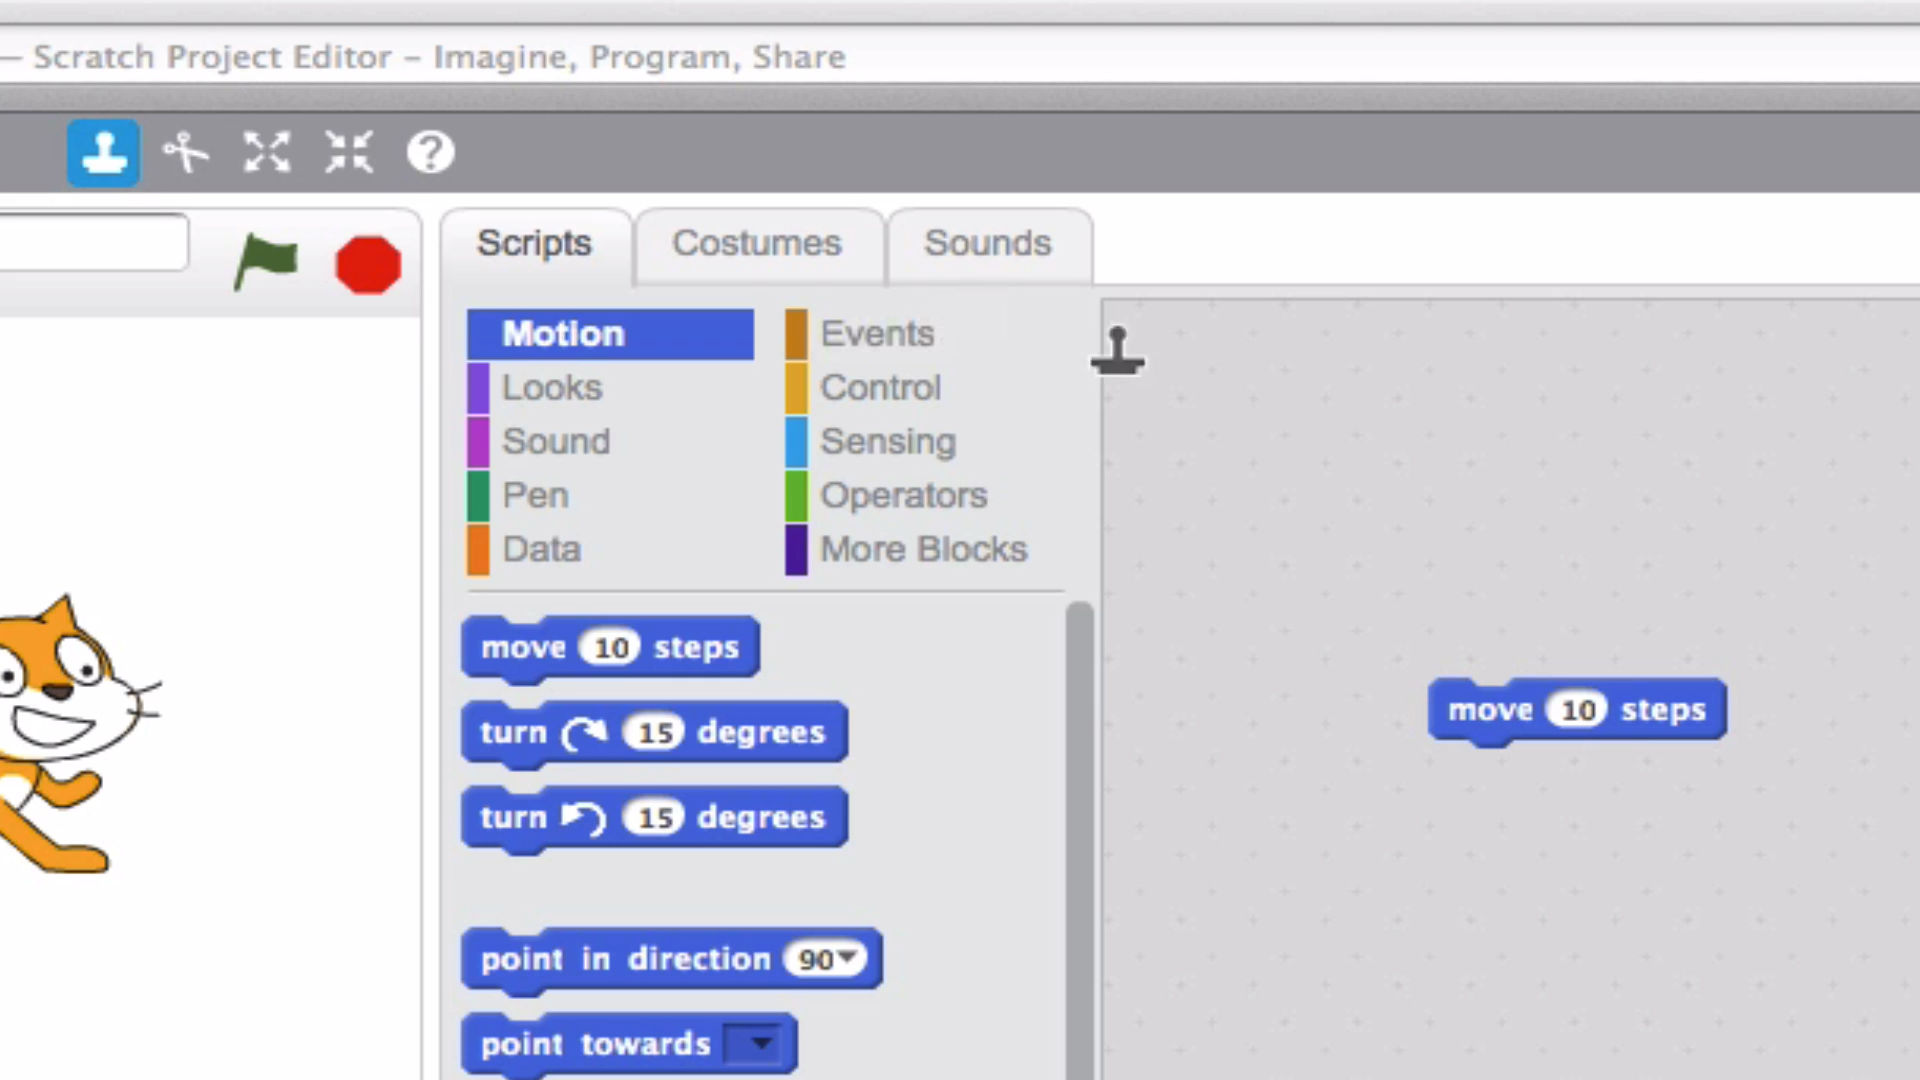 — Scratch Project Editor – Imagine, Program, Share
?
Scripts
Costumes
Sounds
Motion
Looks
Sound
Pen
Data
Events
Control
Sensing
Operators
More Blocks
move 10 steps
turn 15 degrees
turn 15 degrees
point in direction 90
point towards
move 10 steps